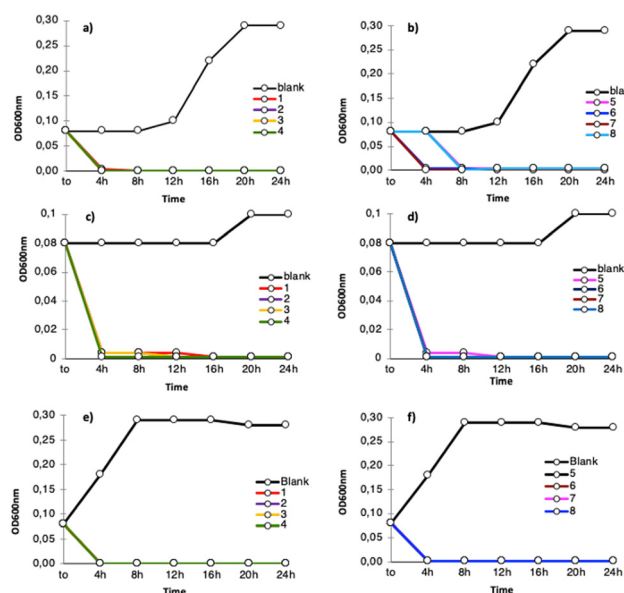 a)
0,30
0,25
0,20
0,15
0,10
0,05
0,00
OD600nm
to 4h 8h 12h 16h 20h 24h
Time
blank
1
2
3
4
b)
0,30
0,25
0,20
0,15
0,10
0,05
0,00
OD600nm
to 4h 8h 12h 16h 20h 24h
Time
bla
5
6
7
8
c)
0,1
0,08
0,06
0,04
0,02
0
OD600nm
to 4h 8h 12h 16h 20h 24h
Time
blank
1
2
3
4
d)
0,1
0,08
0,06
0,04
0,02
0
OD600nm
to 4h 8h 12h 16h 20h 24h
Time
blank
5
6
7
8
e)
0,30
0,25
0,20
0,15
0,10
0,05
0,00
OD600nm
to 4h 8h 12h 16h 20h 24h
Time
Blank
1
2
3
4
f)
0,30
0,25
0,20
0,15
0,10
0,05
0,00
OD600nm
to 4h 8h 12h 16h 20h 24h
Time
Blank
5
6
7
8